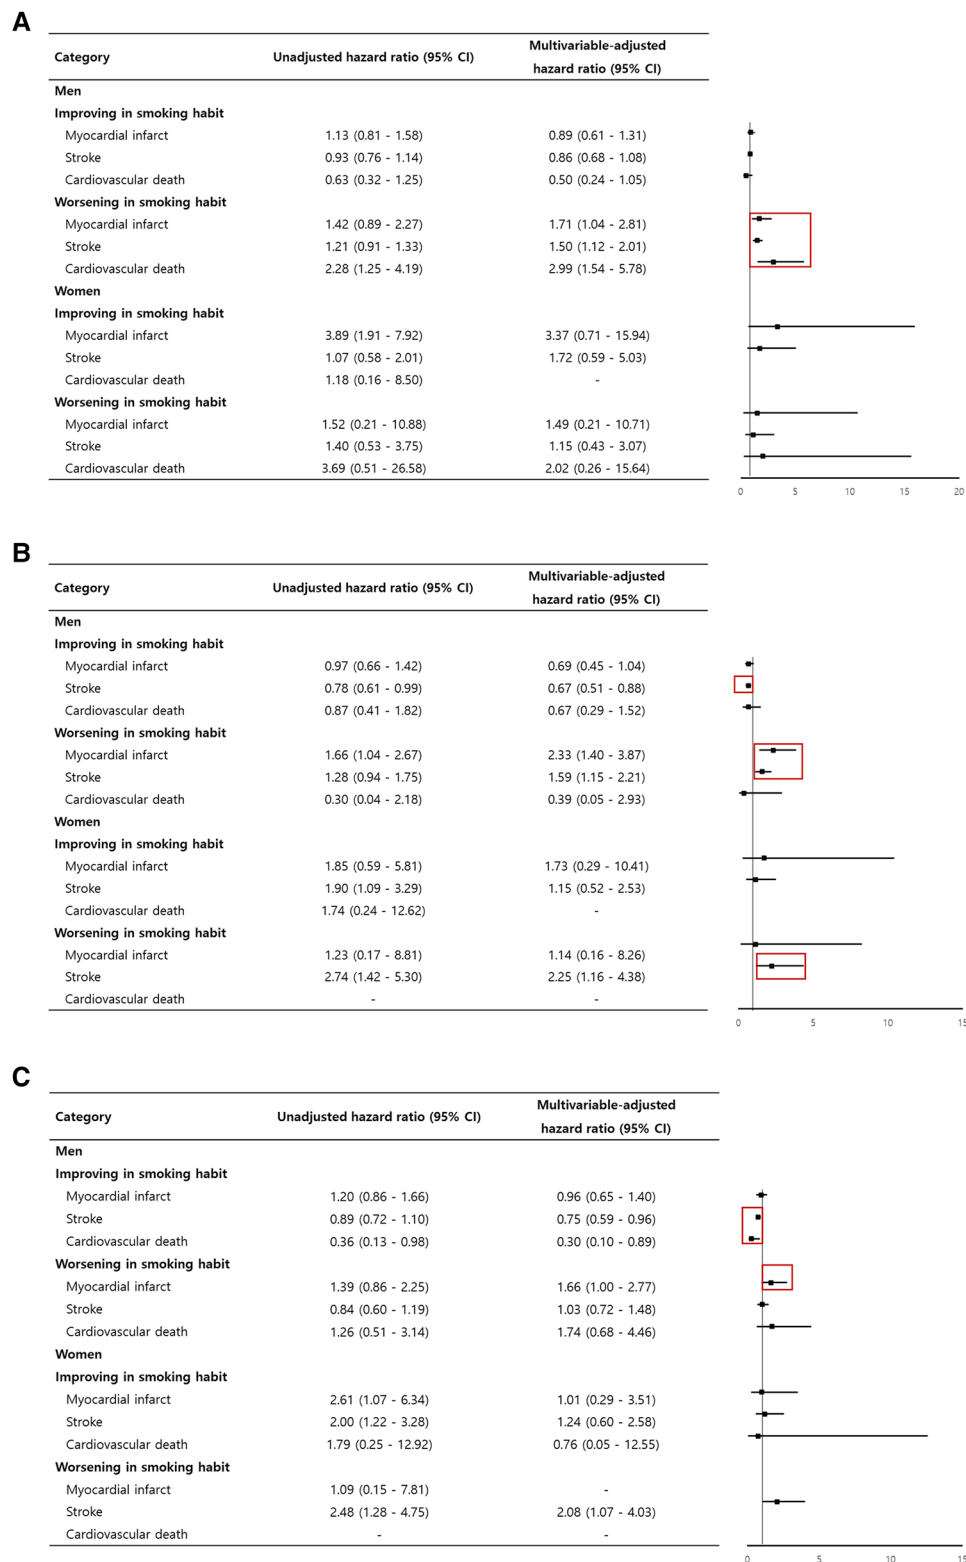 A
Category Unadjusted hazard ratio (95% CI) Multivariable-adjusted hazard ratio (95% CI)
Men
Improving in smoking habit
Myocardial infarct 1.13 (0.81 - 1.58) 0.89 (0.61 - 1.31)
Stroke 0.93 (0.76 - 1.14) 0.86 (0.68 - 1.08)
Cardiovascular death 0.63 (0.32 - 1.25) 0.50 (0.24 - 1.05)
Worsening in smoking habit
Myocardial infarct 1.42 (0.89 - 2.27) 1.71 (1.04 - 2.81)
Stroke 1.21 (0.91 - 1.33) 1.50 (1.12 - 2.01)
Cardiovascular death 2.28 (1.25 - 4.19) 2.99 (1.54 - 5.78)
Women
Improving in smoking habit
Myocardial infarct 3.89 (1.91 - 7.92) 3.37 (0.71 - 15.94)
Stroke 1.07 (0.58 - 2.01) 1.72 (0.59 - 5.03)
Cardiovascular death 1.18 (0.16 - 8.50) -
Worsening in smoking habit
Myocardial infarct 1.52 (0.21 - 10.88) 1.49 (0.21 - 10.71)
Stroke 1.40 (0.53 - 3.75) 1.15 (0.43 - 3.07)
Cardiovascular death 3.69 (0.51 - 26.58) 2.02 (0.26 - 15.64)
0 5 10 15 20
B
Category Unadjusted hazard ratio (95% CI) Multivariable-adjusted hazard ratio (95% CI)
Men
Improving in smoking habit
Myocardial infarct 0.97 (0.66 - 1.42) 0.69 (0.45 - 1.04)
Stroke 0.78 (0.61 - 0.99) 0.67 (0.51 - 0.88)
Cardiovascular death 0.87 (0.41 - 1.82) 0.67 (0.29 - 1.52)
Worsening in smoking habit
Myocardial infarct 1.66 (1.04 - 2.67) 2.33 (1.40 - 3.87)
Stroke 1.28 (0.94 - 1.75) 1.59 (1.15 - 2.21)
Cardiovascular death 0.30 (0.04 - 2.18) 0.39 (0.05 - 2.93)
Women
Improving in smoking habit
Myocardial infarct 1.85 (0.59 - 5.81) 1.73 (0.29 - 10.41)
Stroke 1.90 (1.09 - 3.29) 1.15 (0.52 - 2.53)
Cardiovascular death 1.74 (0.24 - 12.62) -
Worsening in smoking habit
Myocardial infarct 1.23 (0.17 - 8.81) 1.14 (0.16 - 8.26)
Stroke 2.74 (1.42 - 5.30) 2.25 (1.16 - 4.38)
Cardiovascular death - -
0 5 10 15
C
Category Unadjusted hazard ratio (95% CI) Multivariable-adjusted hazard ratio (95% CI)
Men
Improving in smoking habit
Myocardial infarct 1.20 (0.86 - 1.66) 0.96 (0.65 - 1.40)
Stroke 0.89 (0.72 - 1.10) 0.75 (0.59 - 0.96)
Cardiovascular death 0.36 (0.13 - 0.98) 0.30 (0.10 - 0.89)
Worsening in smoking habit
Myocardial infarct 1.39 (0.86 - 2.25) 1.66 (1.00 - 2.77)
Stroke 0.84 (0.60 - 1.19) 1.03 (0.72 - 1.48)
Cardiovascular death 1.26 (0.51 - 3.14) 1.74 (0.68 - 4.46)
Women
Improving in smoking habit
Myocardial infarct 2.61 (1.07 - 6.34) 1.01 (0.29 - 3.51)
Stroke 2.00 (1.22 - 3.28) 1.24 (0.60 - 2.58)
Cardiovascular death 1.79 (0.25 - 12.92) 0.76 (0.05 - 12.55)
Worsening in smoking habit
Myocardial infarct 1.09 (0.15 - 7.81) -
Stroke 2.48 (1.28 - 4.75) 2.08 (1.07 - 4.03)
Cardiovascular death - -
0 5 10 15